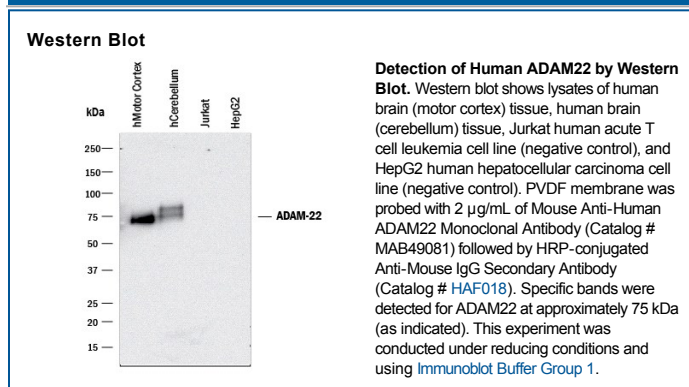 Western Blot
hMotor Cortex
hCerebellum
Jurkat
HepG2
kDa
250
150
100
75
50
37
25
20
15
ADAM-22
Detection of Human ADAM22 by Western
Blot. Western blot shows lysates of human
brain (motor cortex) tissue, human brain
(cerebellum) tissue, Jurkat human acute T
cell leukemia cell line (negative control), and
HepG2 human hepatocellular carcinoma cell
line (negative control). PVDF membrane was
probed with 2 µg/mL of Mouse Anti-Human
ADAM22 Monoclonal Antibody (Catalog #
MAB49081) followed by HRP-conjugated
Anti-Mouse IgG Secondary Antibody
(Catalog # HAF018). Specific bands were
detected for ADAM22 at approximately 75 kDa
(as indicated). This experiment was
conducted under reducing conditions and
using Immunoblot Buffer Group 1.